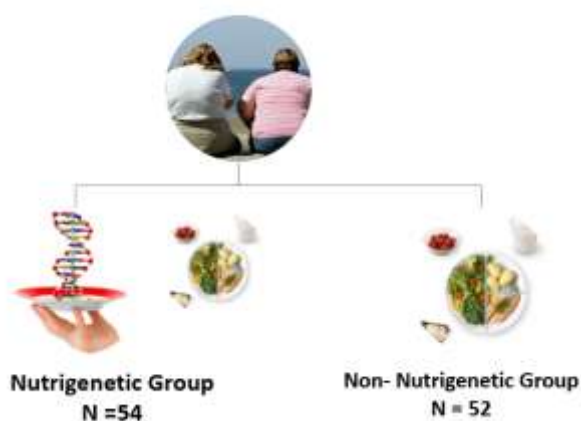 Nutrigenetic Group
N =54
Non- Nutrigenetic Group
N = 52